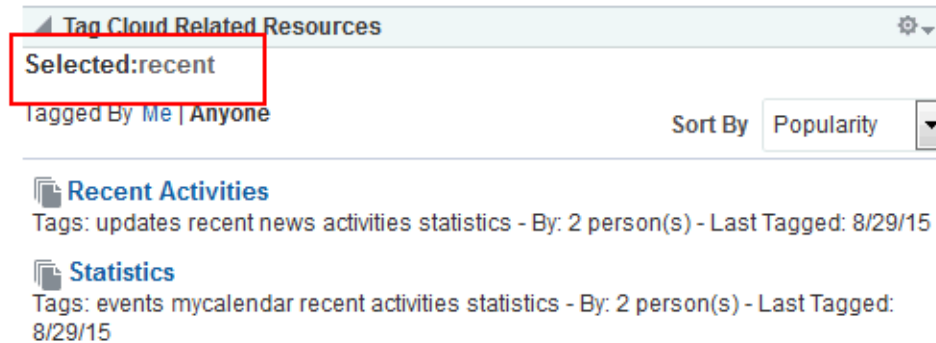 Tag Cloud Related Resources
Selected:recent
Tagged By Me | Anyone
Sort By Popularity
Recent Activities
Tags: updates recent news activities statistics - By: 2 person(s) - Last Tagged: 8/29/15
Statistics
Tags: events mycalendar recent activities statistics - By: 2 person(s) - Last Tagged:
8/29/15